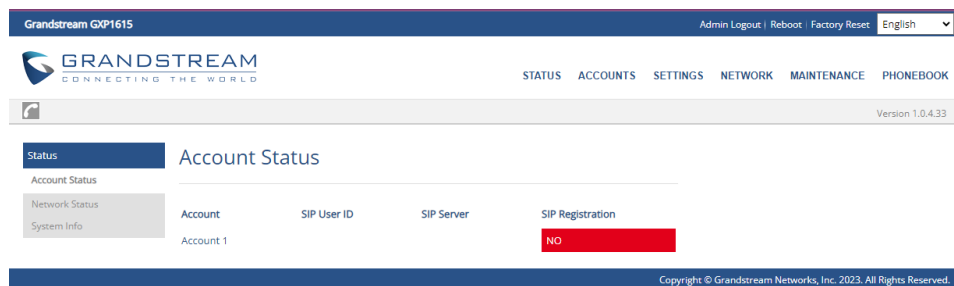 Grandstream GXP1615
Admin Logout | Reboot | Factory Reset
English
GRANDSTREAM
CONNECTING THE WORLD
STATUS ACCOUNTS SETTINGS NETWORK MAINTENANCE PHONEBOOK
Version 1.0.4.33
Status
Account Status
Network Status
System Info
Account Status
Account SIP User ID SIP Server SIP Registration
Account 1 NO
Copyright © Grandstream Networks, Inc. 2023. All Rights Reserved.